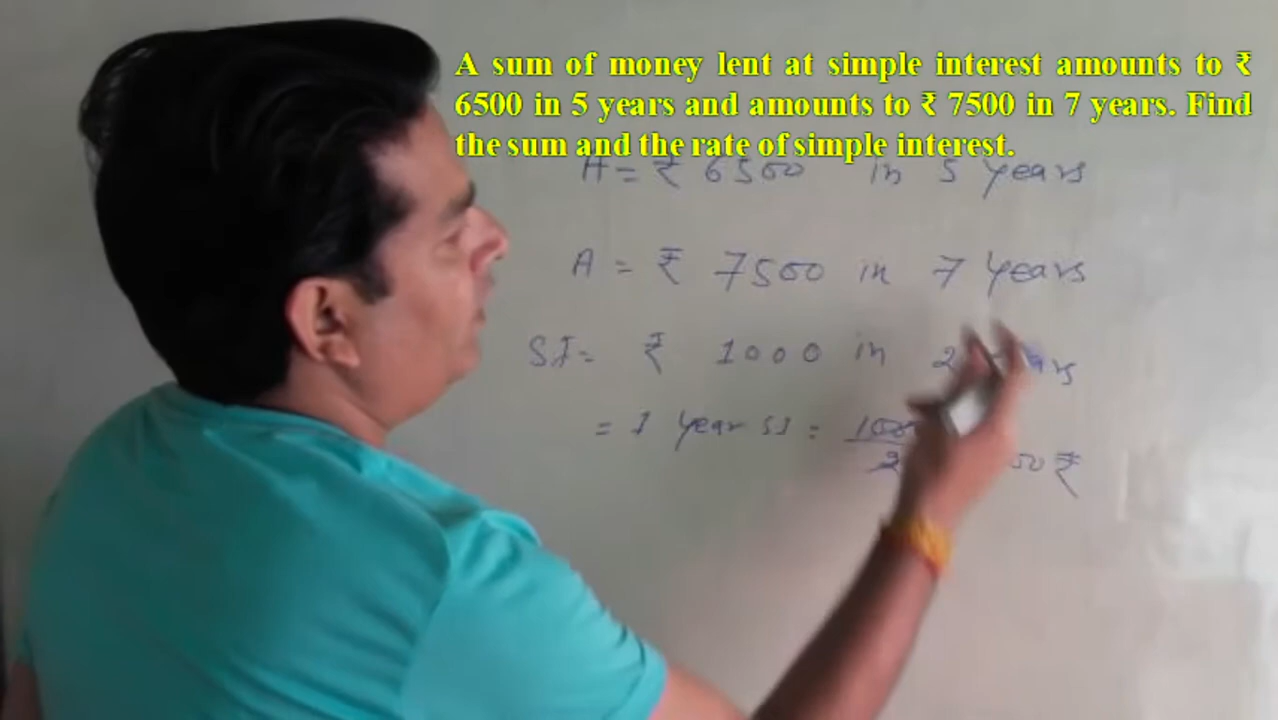 A sum of money lent at simple interest amounts to ₹
6500 in 5 years and amounts to ₹ 7500 in 7 years. Find
the sum and the rate of simple interest.
A = ₹ 6500 in 5 years
A = ₹ 7500 in 7 years
SI = ₹ 1000 in 2
= 1 year SI =